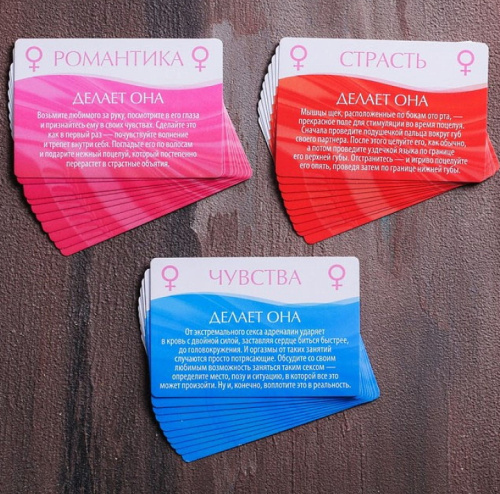 РОМАНТИКА
ДЕЛАЕТ ОНА
Возьмите любимого за руку, посмотрите в его глаза
и признайтесь ему в своих чувствах. Сделайте это
как в первый раз — почувствуйте волнение
и трепет внутри себя. Погладьте его по волосам
и подарите нежный поцелуй, который постепенно
перерастет в страстные объятия.
СТРАСТЬ
ДЕЛАЕТ ОНА
Мышцы щек, расположенные по бокам ото рта, —
прекрасное поле для стимуляции во время поцелуя.
Сначала проведите подушечкой пальца вокруг губ
своего партнера. После этого целуйте его, как обычно,
а потом проведите уздечкой языка по границе
его верхней губы. Отстранитесь — и игриво поцелуйте
его опять, проведя затем по границе нижней губы.
ЧУВСТВА
ДЕЛАЕТ ОНА
От экстремального секса адреналин ударяет
в кровь с двойной силой, заставляя сердце биться быстрее,
до головокружения. И оргазмы от таких занятий
случаются просто потрясающие. Обсудите со своим
любимым возможность заняться таким сексом —
определите место, позу и ситуацию, в которой все это
может произойти. Ну и, конечно, воплотите это в реальность.